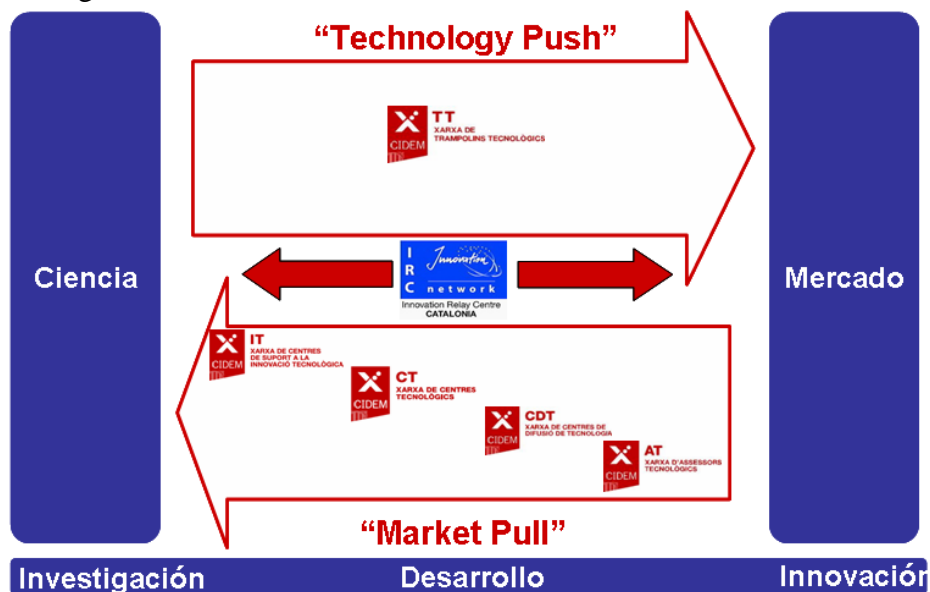 “Technology Push”
CIDEM
TT
XARXA DE
TRAMPOLINS TECNOLÒGICS
Ciencia
IRC
Innovation
network
Innovation Relay Centre
CATALONIA
Mercado
CIDEM
IT
XARXA DE CENTRES
DE SUPORT A LA
INNOVACIÓ TECNOLÒGICA
CIDEM
CT
XARXA DE CENTRES
TECNOLÒGICS
CIDEM
CDT
XARXA DE CENTRES DE
DIFUSIÓ DE TECNOLOGIA
CIDEM
AT
XARXA D'ASSESSORS
TECNOLÒGICS
“Market Pull”
Investigación
Desarrollo
Innovación